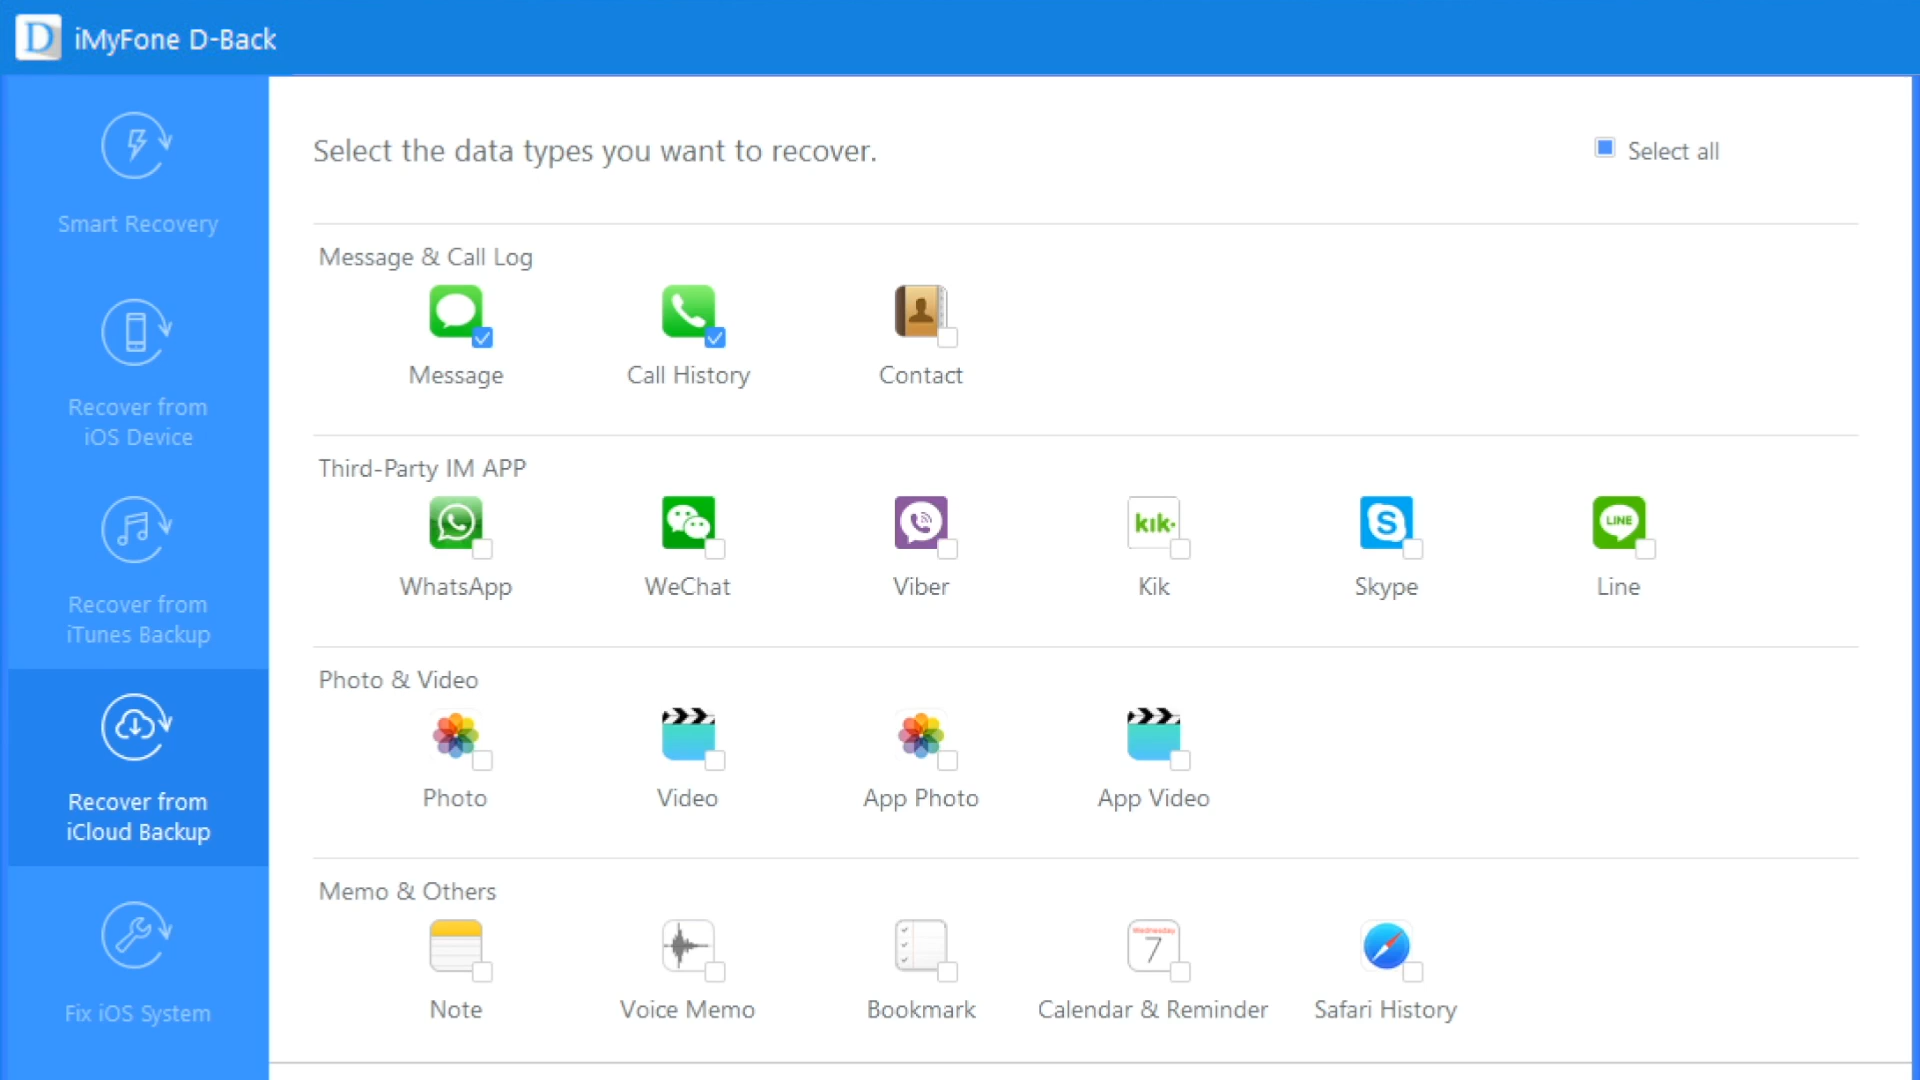 iMyFone D-Back
Smart Recovery
Recover from
iOS Device
Recover from
iTunes Backup
Recover from
iCloud Backup
Fix iOS System
Select the data types you want to recover.
Select all
Message & Call Log
Message
Call History
Contact
Third-Party IM APP
kik
S
LINE
WhatsApp
WeChat
Viber
Kik
Skype
Line
Photo & Video
Photo
Video
App Photo
App Video
Memo & Others
Wednesday
7
Note
Voice Memo
Bookmark
Calendar & Reminder
Safari History